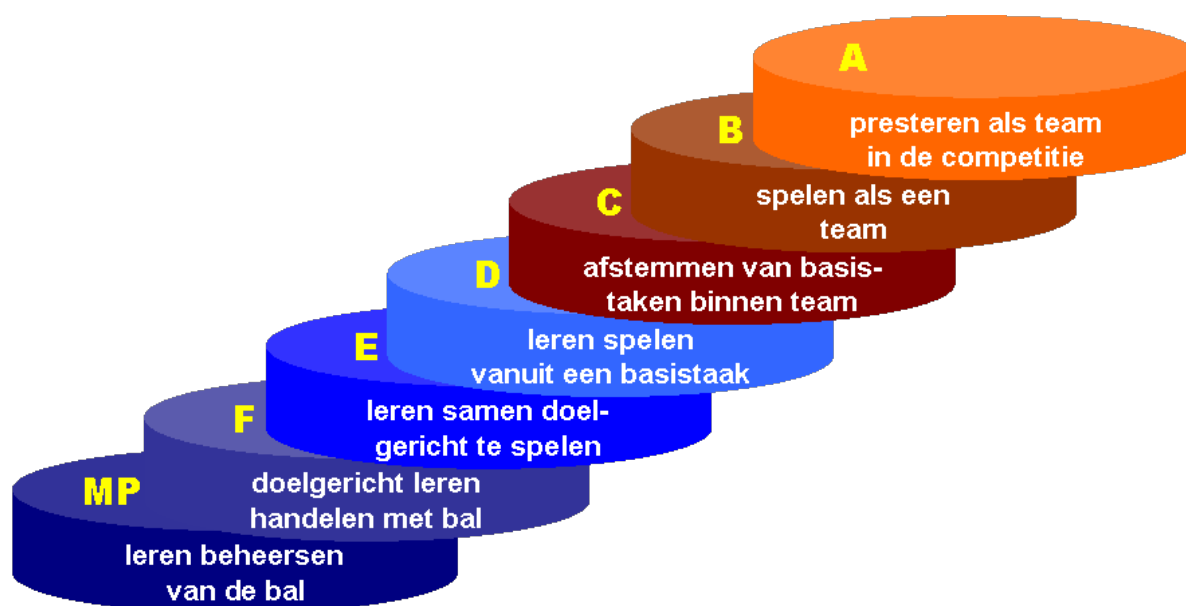 A
presteren als team
in de competitie
B
spelen als een
team
C
afstemmen van basis-
taken binnen team
D
leren spelen
vanuit een basistaak
E
leren samen doel-
gericht te spelen
F
doelgericht leren
handelen met bal
MP
leren beheersen
van de bal